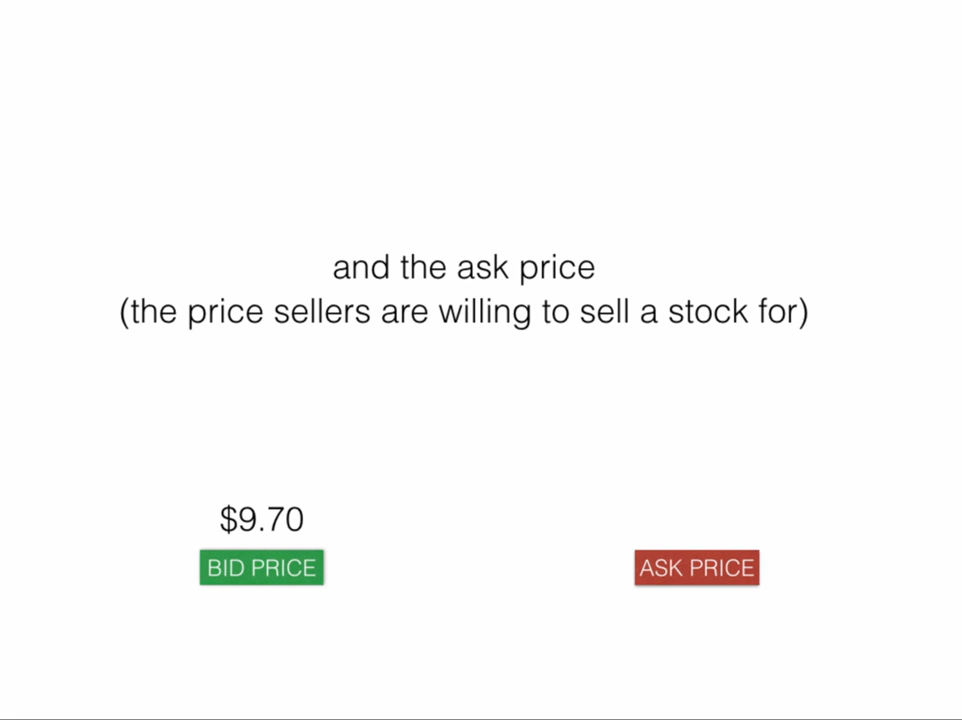 and the ask price
(the price sellers are willing to sell a stock for)
$9.70
BID PRICE
ASK PRICE